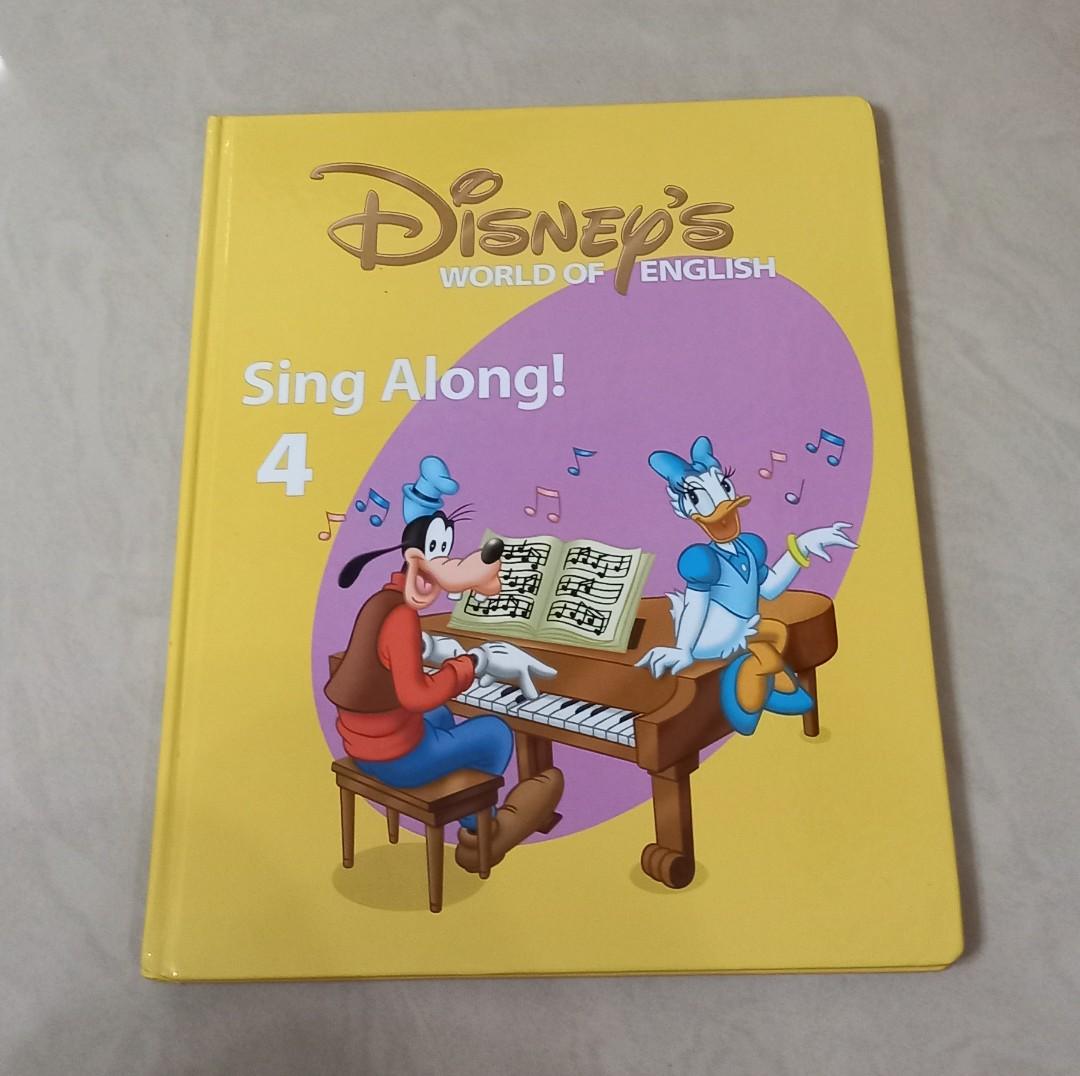 Disney's
WORLD OF ENGLISH
Sing Along!
4